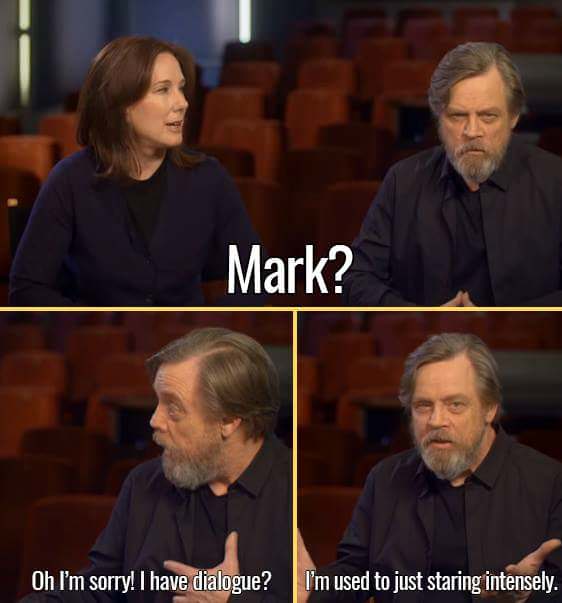 Mark?
Oh I'm sorry! I have dialogue?
I'm used to just staring intensely.